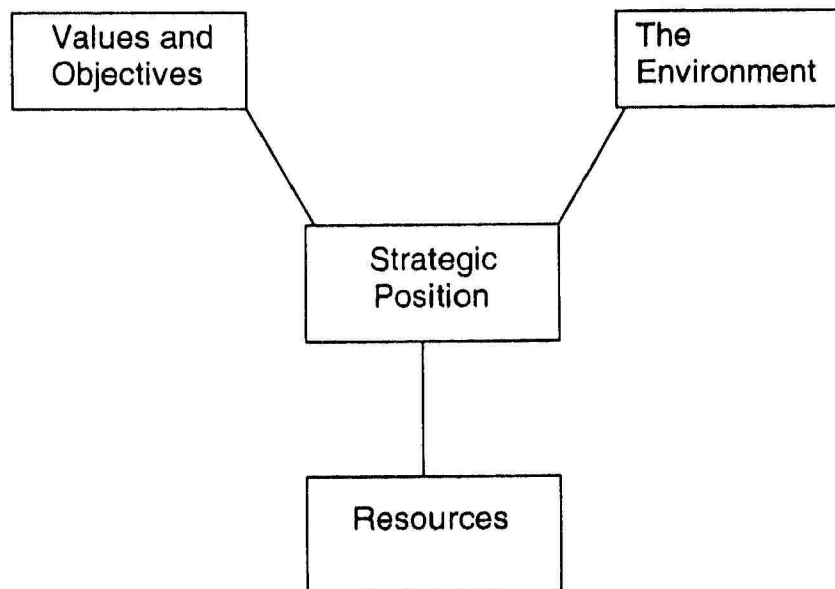 Values and
Objectives
The
Environment
Strategic
Position
Resources